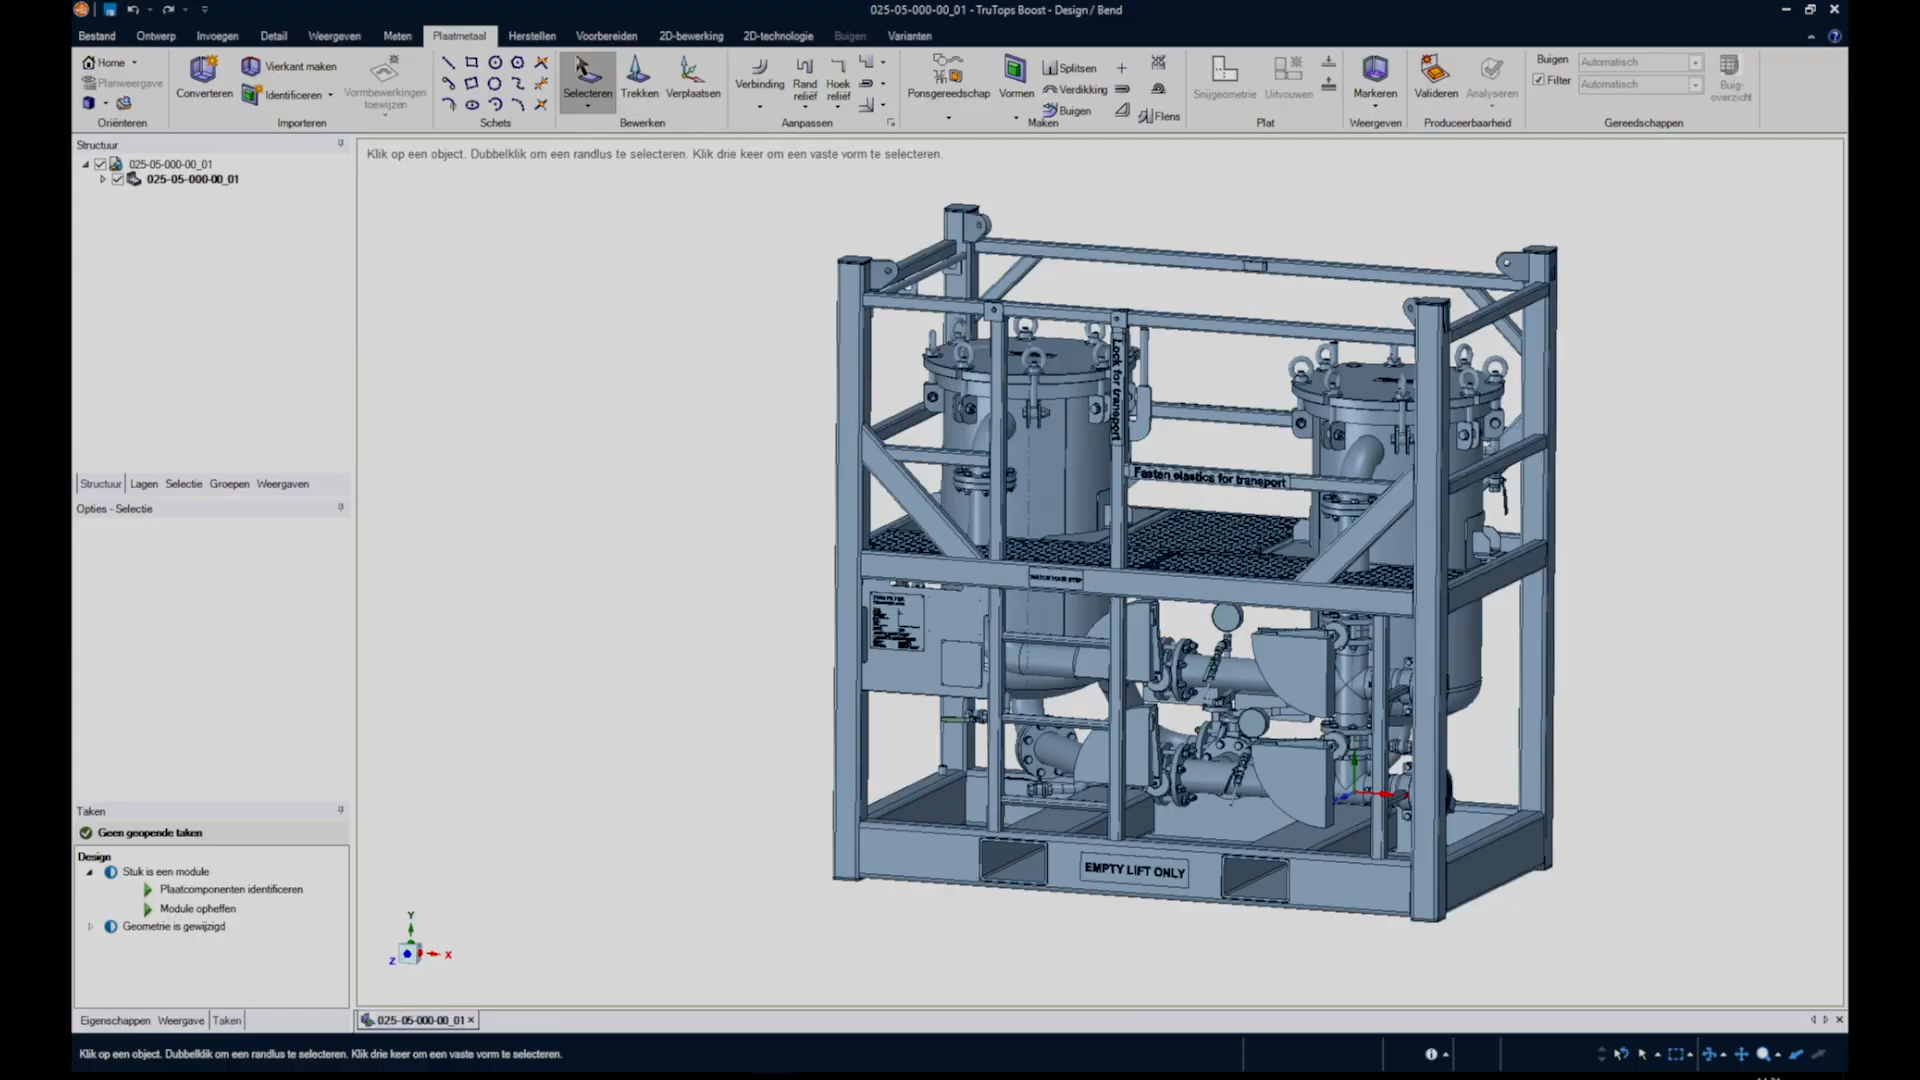 025-05-000-00_01 - TruTops Boost - Design / Bend
Bestand Ontwerp Invoegen Detail Weergeven Meten Plaatmetaal Herstellen Voorbereiden 2D-bewerking 2D-technologie Buigen Varianten
Home
Planweergave
Oriënteren
Converteren
Vierkant maken
Identificeren
Vormbewerkingen toewijzen
Importeren
Schets
Selecteren
Trekken
Verplaatsen
Bewerken
Verbinding
Rand reliëf
Hoek reliëf
Aanpassen
Ponsgereedschap
Vormen
Splitsen
Verdikking
Buigen
Flens
Maken
Snijgeometrie
Uitvouwen
Plat
Markeren
Weergeven
Valideren
Analyseren
Produceerbaarheid
Buigen Automatisch
Filter Automatisch
Buig-overzicht
Gereedschappen
Structuur
025-05-000-00_01
025-05-000-00_01
Structuur Lagen Selectie Groepen Weergaven
Opties - Selectie
Taken
Geen geopende taken
Design
Stuk is een module
Plaatcomponenten identificeren
Module opheffen
Geometrie is gewijzigd
Eigenschappen Weergave Taken
Klik op een object. Dubbelklik om een randlus te selecteren. Klik drie keer om een vaste vorm te selecteren.
Lock for transport
Fasten elastics for transport
WATCH YOUR STEP
EMPTY LIFT ONLY
Y
Z
X
025-05-000-00_01
Klik op een object. Dubbelklik om een randlus te selecteren. Klik drie keer om een vaste vorm te selecteren.